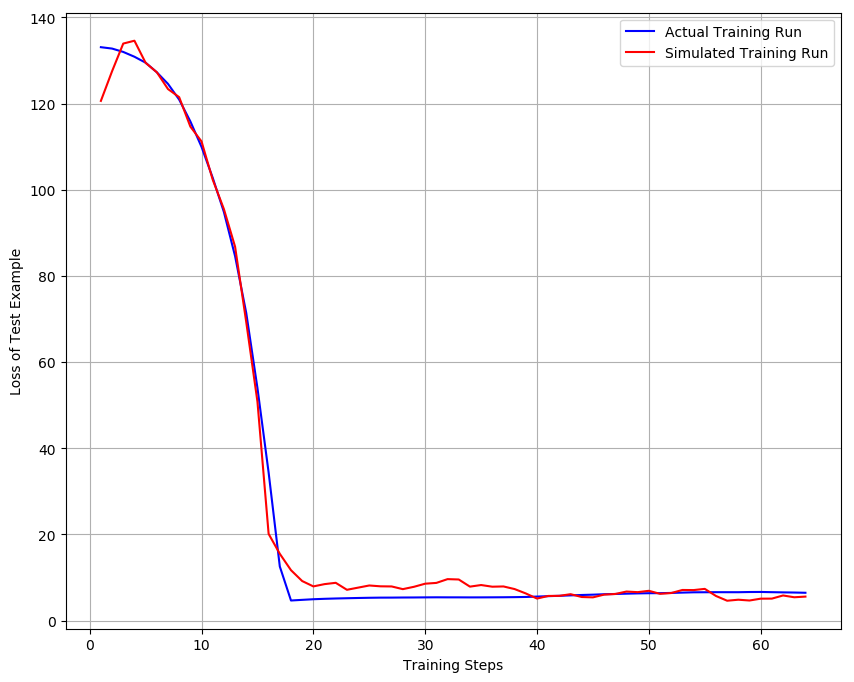 140
120
100
80
60
40
20
0
0 10 20 30 40 50 60
Loss of Test Example
Training Steps
Actual Training Run
Simulated Training Run